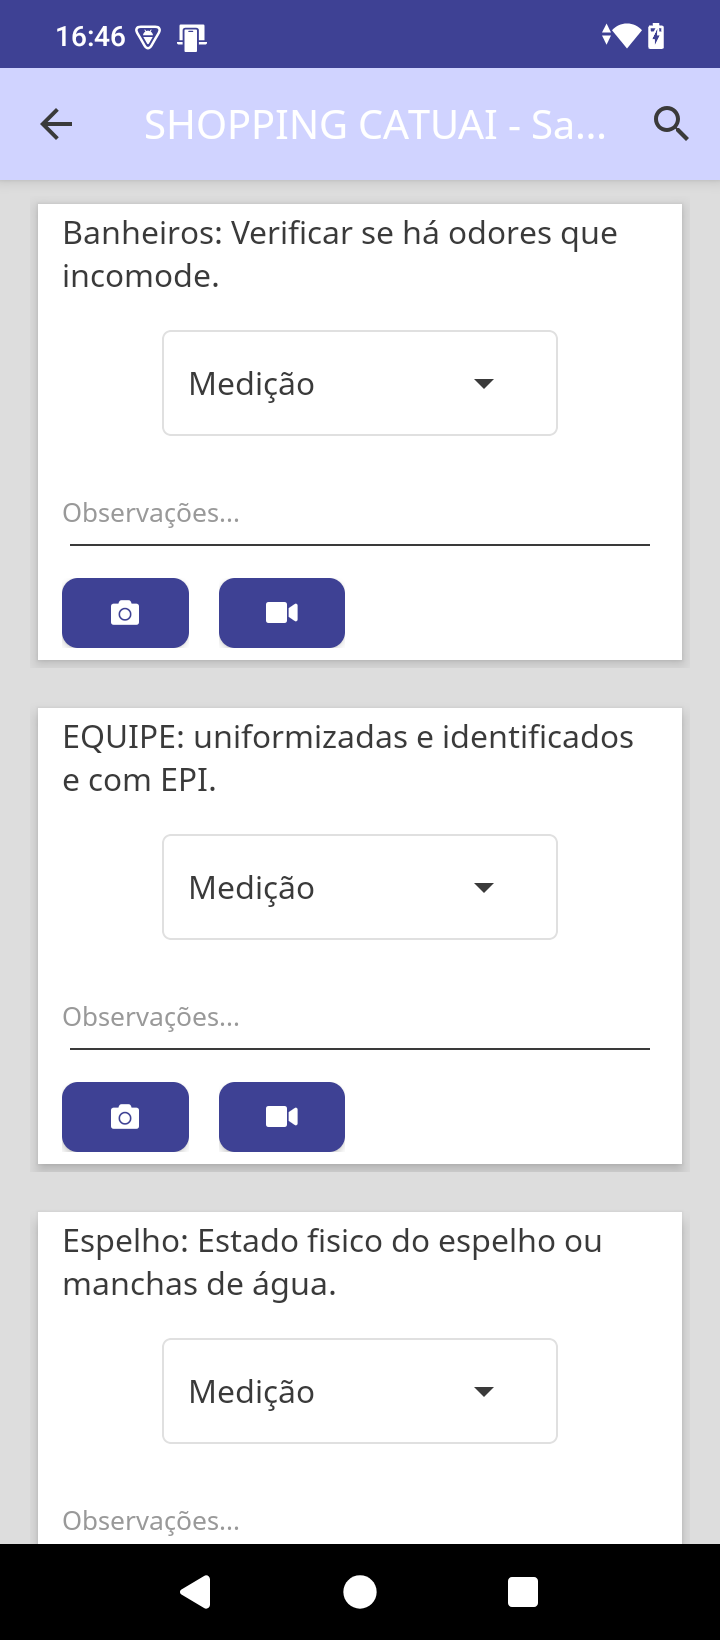 16:46
SHOPPING CATUAI - Sa...
Banheiros: Verificar se há odores que
incomode.
Medição
Observações...
EQUIPE: uniformizadas e identificados
e com EPI.
Medição
Observações...
Espelho: Estado fisico do espelho ou
manchas de água.
Medição
Observações...